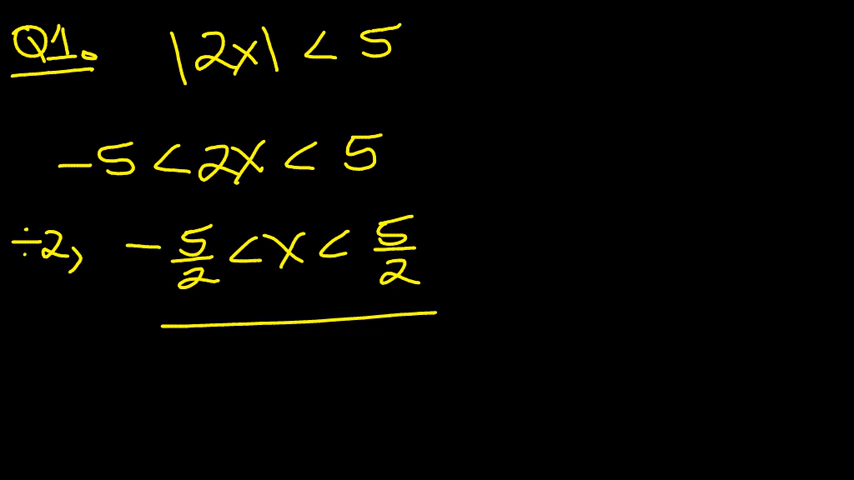 Q1. |2x| < 5
-5 < 2x < 5
÷2, -5/2 < x < 5/2